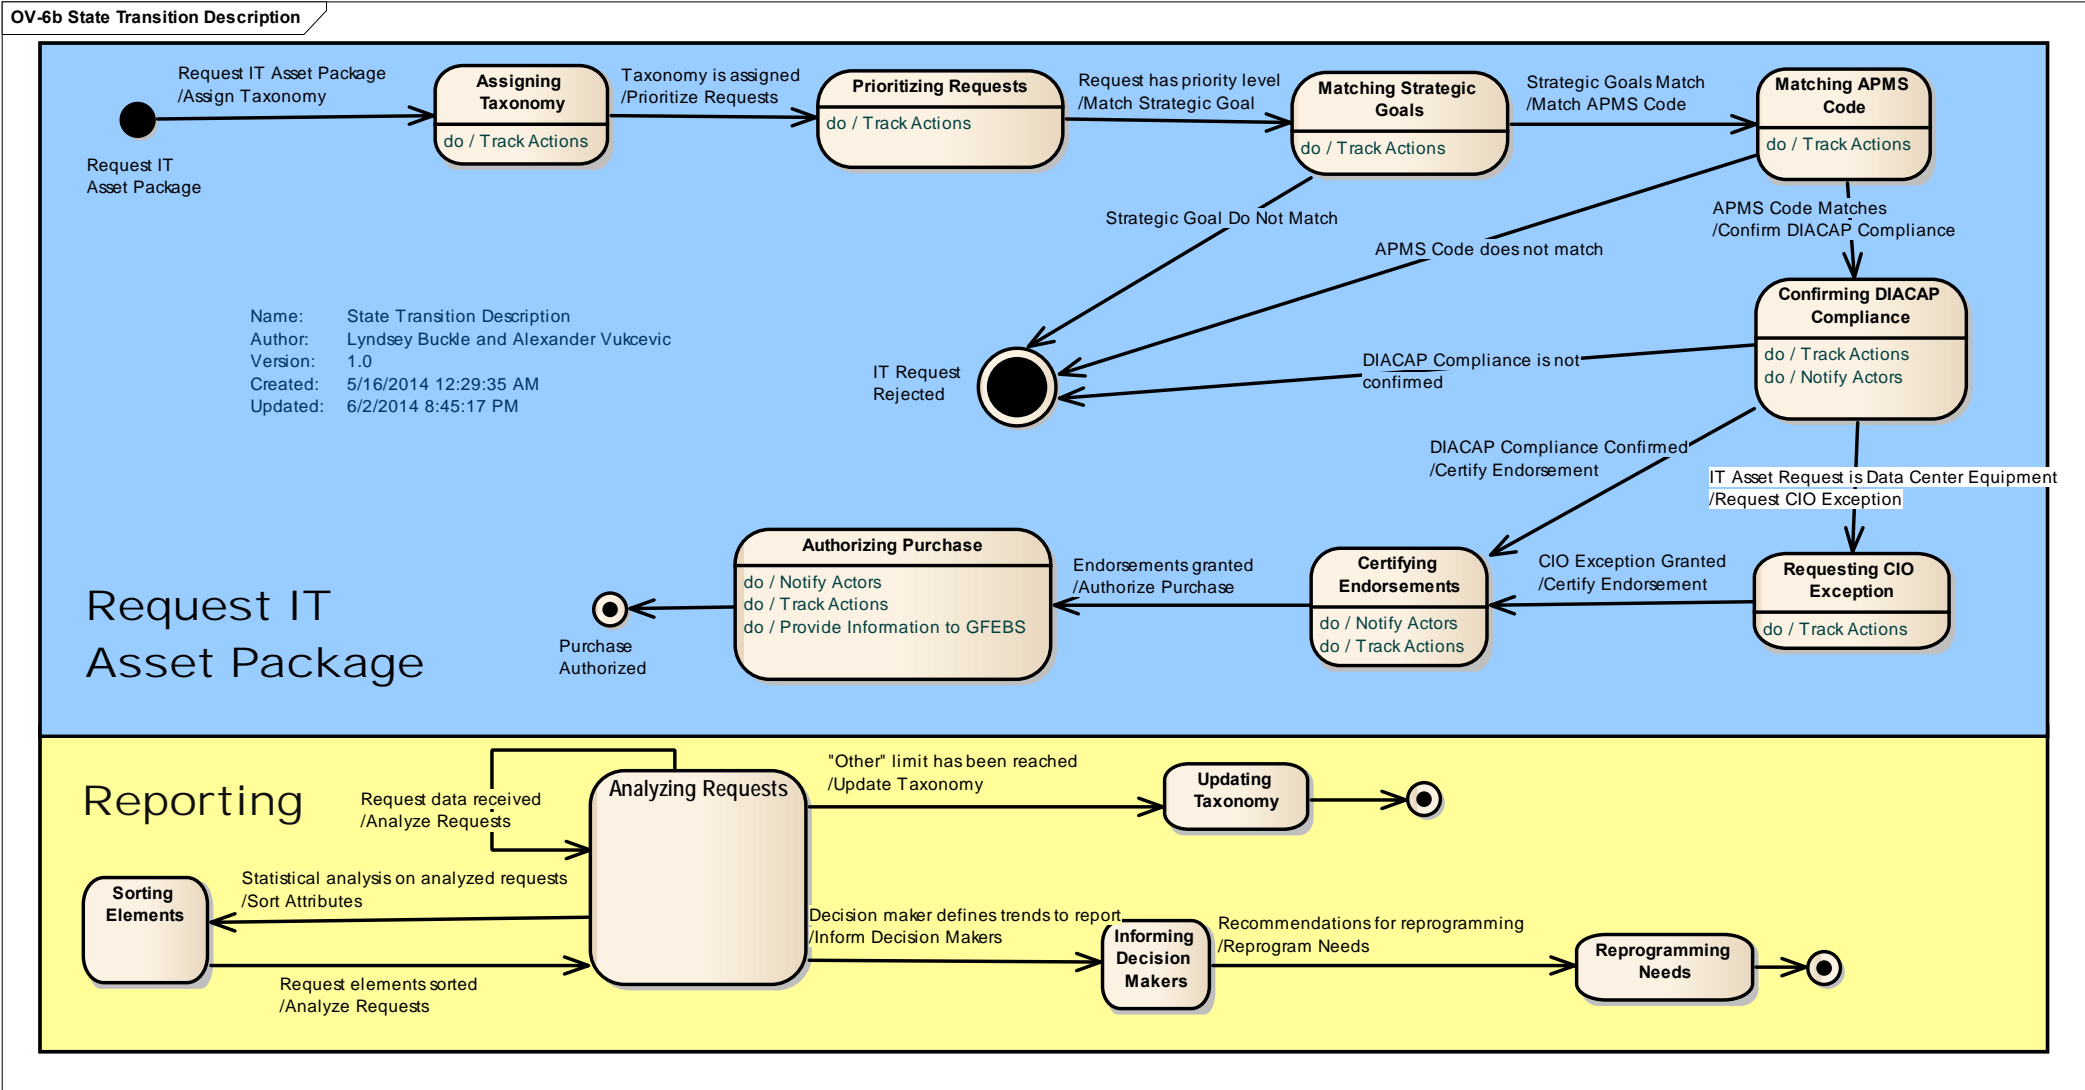 OV-6b State Transition Description
Request IT Asset Package
/Assign Taxonomy
Request IT
Asset Package
Assigning
Taxonomy
do / Track Actions
Taxonomy is assigned
/Prioritize Requests
Prioritizing Requests
do / Track Actions
Request has priority level
/Match Strategic Goal
Matching Strategic
Goals
do / Track Actions
Strategic Goals Match
/Match APMS Code
Matching APMS
Code
do / Track Actions
Strategic Goal Do Not Match
APMS Code does not match
APMS Code Matches
/Confirm DIACAP Compliance
Name: State Transition Description
Author: Lyndsey Buckle and Alexander Vukcevic
Version: 1.0
Created: 5/16/2014 12:29:35 AM
Updated: 6/2/2014 8:45:17 PM
IT Request
Rejected
DIACAP Compliance is not
confirmed
Confirming DIACAP
Compliance
do / Track Actions
do / Notify Actors
DIACAP Compliance Confirmed
/Certify Endorsement
IT Asset Request is Data Center Equipment
/Request CIO Exception
Request IT
Asset Package
Purchase
Authorized
Authorizing Purchase
do / Notify Actors
do / Track Actions
do / Provide Information to GFEBS
Endorsements granted
/Authorize Purchase
Certifying
Endorsements
do / Notify Actors
do / Track Actions
CIO Exception Granted
/Certify Endorsement
Requesting CIO
Exception
do / Track Actions
Reporting
Request data received
/Analyze Requests
Analyzing Requests
"Other" limit has been reached
/Update Taxonomy
Updating
Taxonomy
Sorting
Elements
Statistical analysis on analyzed requests
/Sort Attributes
Request elements sorted
/Analyze Requests
Decision maker defines trends to report
/Inform Decision Makers
Informing
Decision
Makers
Recommendations for reprogramming
/Reprogram Needs
Reprogramming
Needs